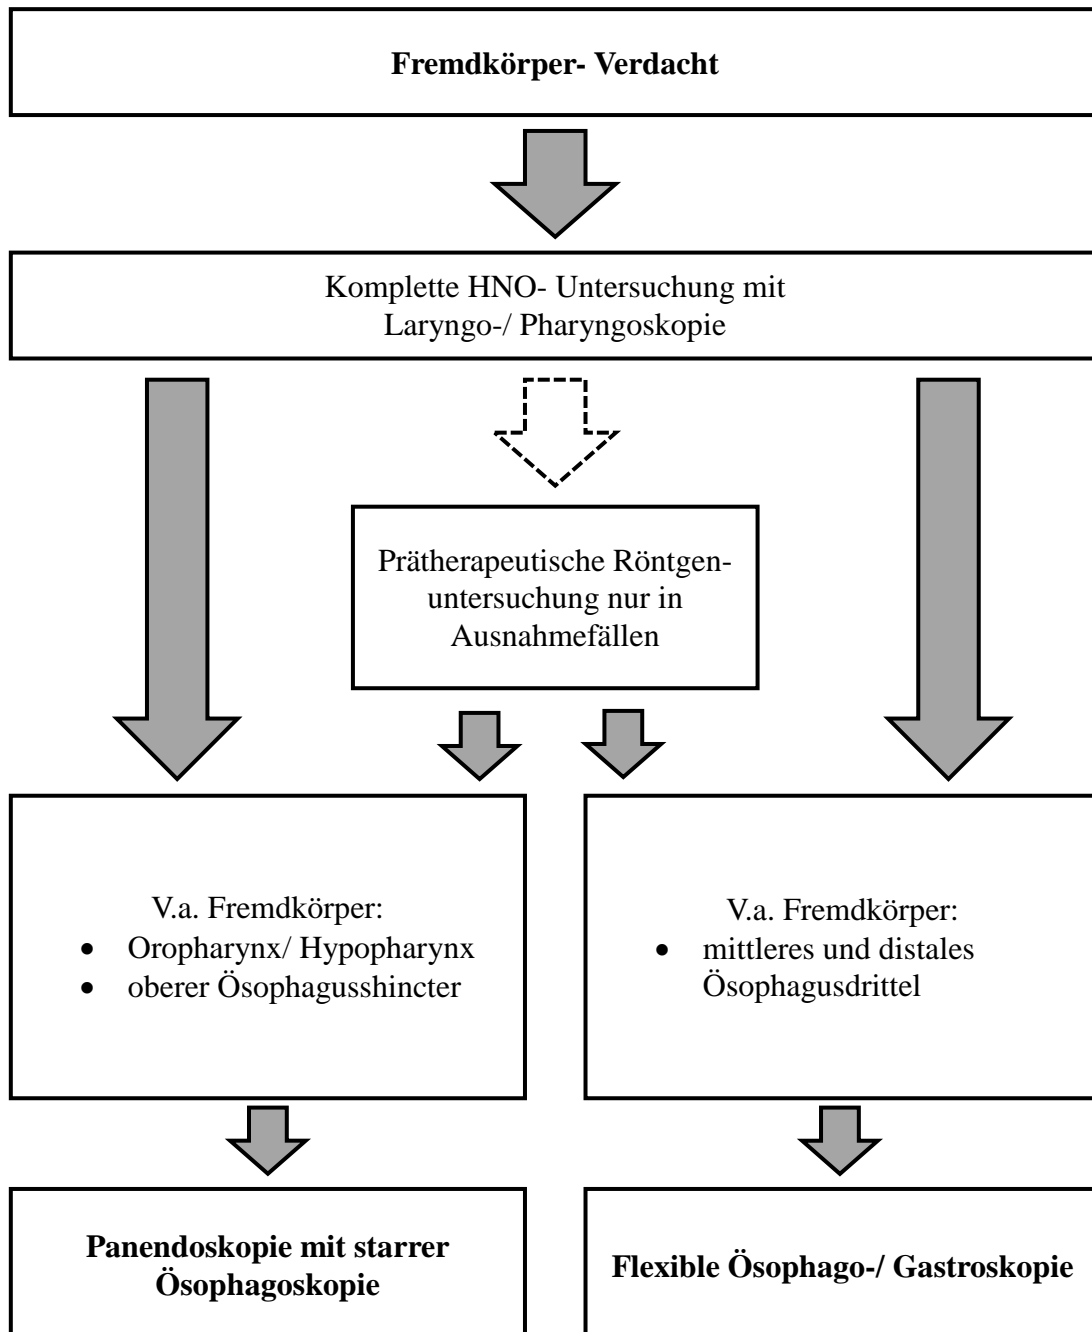 Fremdkörper- Verdacht
Komplette HNO- Untersuchung mit
Laryngo-/ Pharyngoskopie
Prätherapeutische Röntgen-
untersuchung nur in
Ausnahmefällen
V.a. Fremdkörper:
• Oropharynx/ Hypopharynx
• oberer Ösophagusshincter
V.a. Fremdkörper:
• mittleres und distales
Ösophagusdrittel
Panendoskopie mit starrer
Ösophagoskopie
Flexible Ösophago-/ Gastroskopie